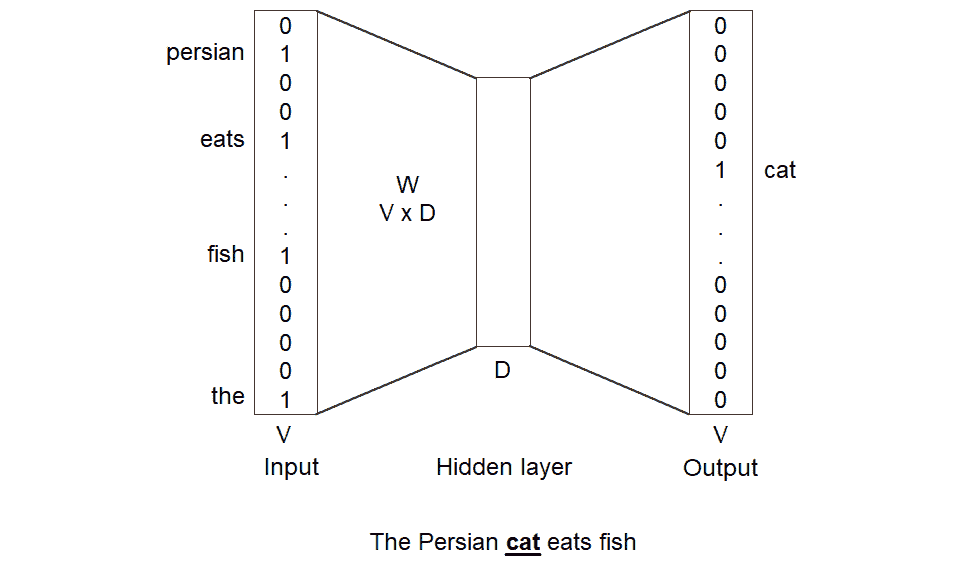 0 0
persian 1 0
0 0
0 0
eats 1 0
. 1 cat
. .
. .
fish 1 .
0 0
0 0
0 0
0 0
the 1 0
W
V x D
D
V V
Input Hidden layer Output
The Persian cat eats fish